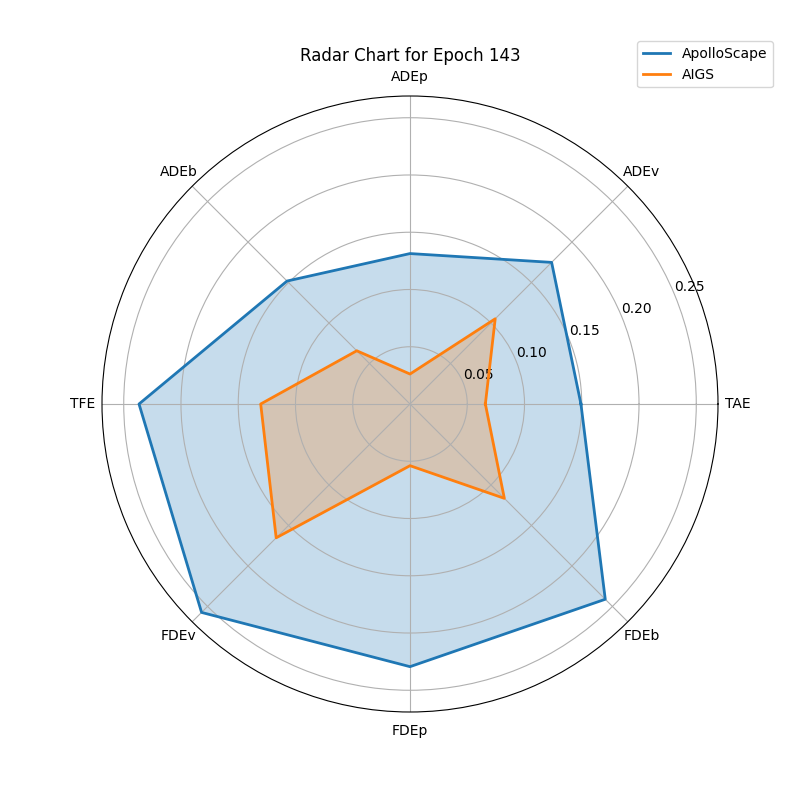 Radar Chart for Epoch 143
ApolloScape
AIGS
ADEp
ADEb
ADEv
0.25
0.20
0.15
0.10
0.05
TFE
TAE
FDEv
FDEb
FDEp